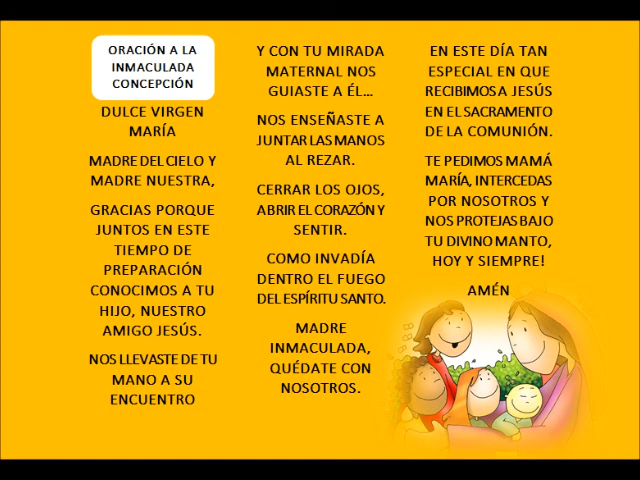 ORACIÓN A LA
INMACULADA
CONCEPCIÓN
DULCE VIRGEN
MARÍA
MADRE DEL CIELO Y
MADRE NUESTRA,
GRACIAS PORQUE
JUNTOS EN ESTE
TIEMPO DE
PREPARACIÓN
CONOCIMOS A TU
HIJO, NUESTRO
AMIGO JESÚS.
NOS LLEVASTE DE TU
MANO A SU
ENCUENTRO
Y CON TU MIRADA
MATERNAL NOS
GUIASTE A ÉL...
NOS ENSEÑASTE A
JUNTAR LAS MANOS
AL REZAR.
CERRAR LOS OJOS,
ABRIR EL CORAZÓN Y
SENTIR.
COMO INVADÍA
DENTRO EL FUEGO
DEL ESPÍRITU SANTO.
MADRE
INMACULADA,
QUÉDATE CON
NOSOTROS.
EN ESTE DÍA TAN
ESPECIAL EN QUE
RECIBIMOS A JESÚS
EN EL SACRAMENTO
DE LA COMUNIÓN.
TE PEDIMOS MAMÁ
MARÍA, INTERCEDAS
POR NOSOTROS Y
NOS PROTEJAS BAJO
TU DIVINO MANTO,
HOY Y SIEMPRE!
AMÉN